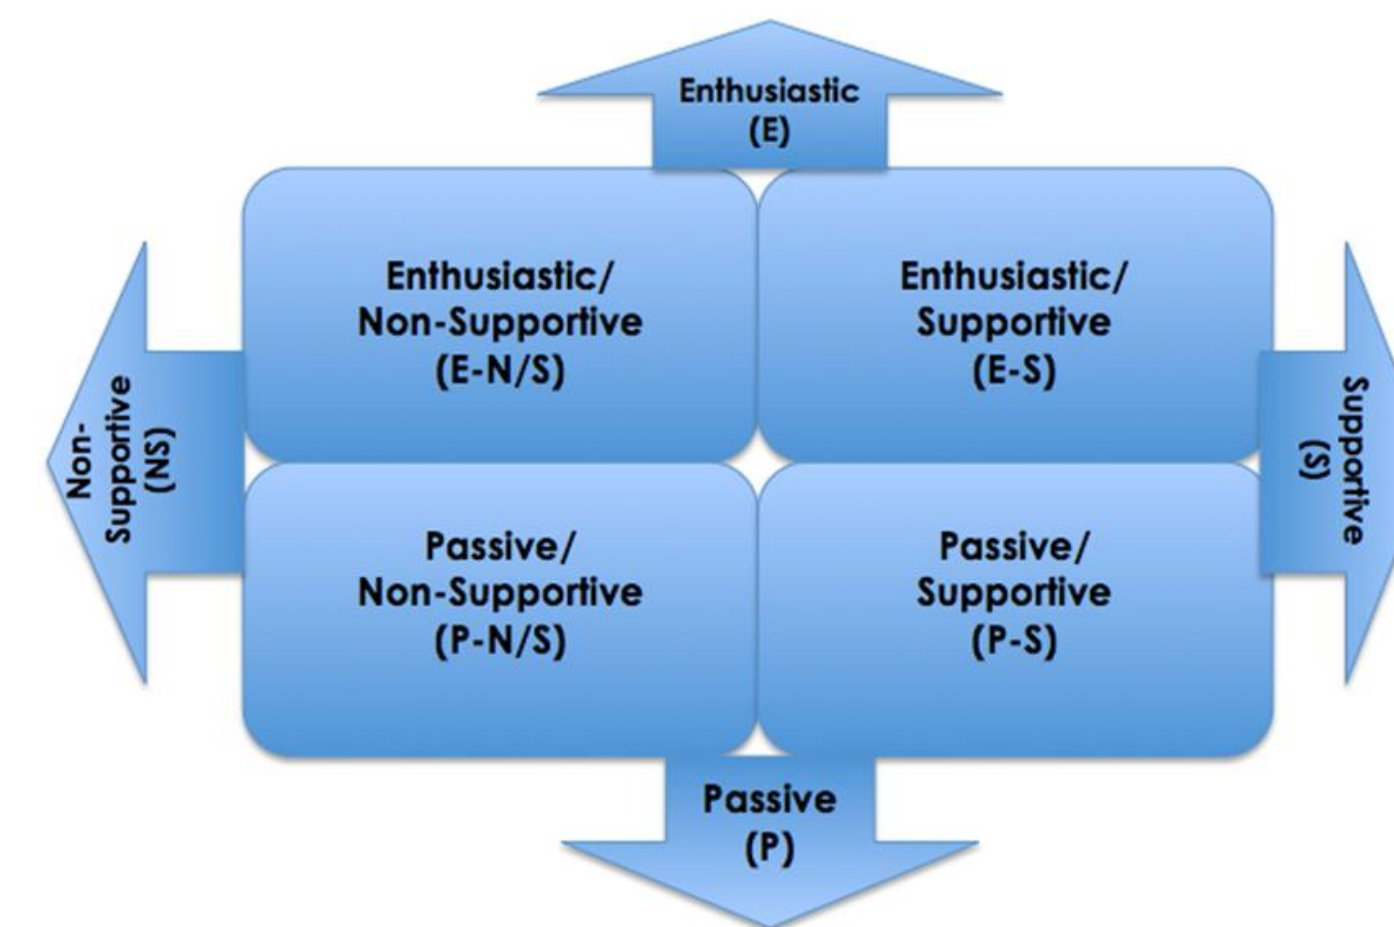 Enthusiastic
(E)
Enthusiastic/
Non-Supportive
(E-N/S)
Enthusiastic/
Supportive
(E-S)
Non-
Supportive
(NS)
Supportive
(S)
Passive/
Non-Supportive
(P-N/S)
Passive/
Supportive
(P-S)
Passive
(P)